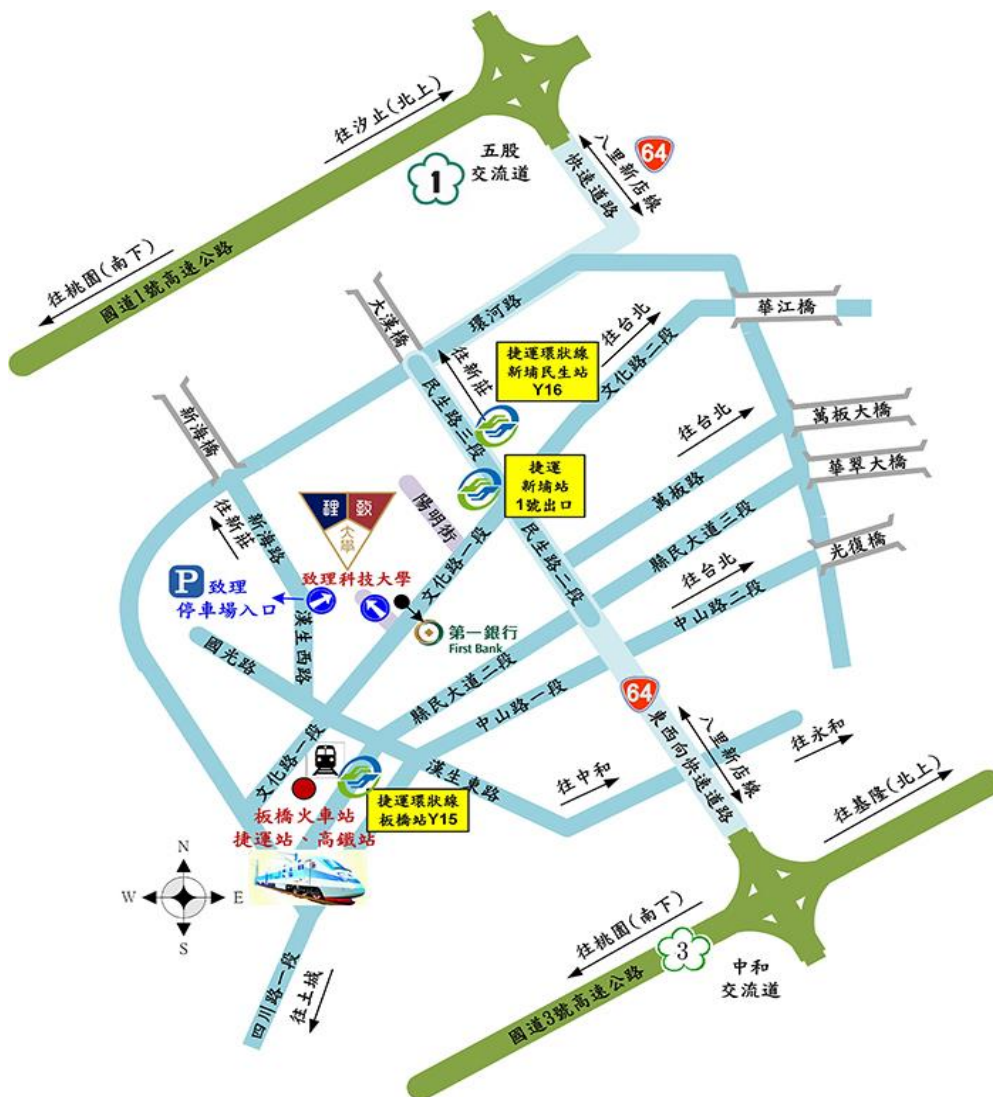 往汐止(北上)
五股
交流道
1
64
八里新店線
快速道路
往桃園(南下)
國道1號高速公路
大漢橋
環河路
往台北
華江橋
往新莊
捷運環狀線
新埔民生站
Y16
文化路二段
民生路三段
新海橋
往台北
萬板大橋
捷運
新埔站
1號出口
華翠大橋
萬板路
陽明街
理致
大學
往新莊
新海路
縣民大道三段
光復橋
致理科技大學
文化路一段
民生路二段
往台北
P
致理
停車場入口
中山路二段
第一銀行
First Bank
漢生西路
國光路
縣民大道二段
中山路一段
64
文化路一段
漢生東路
東西向快速道路
八里新店線
往永和
往中和
捷運環狀線
板橋站Y15
板橋火車站
捷運站、高鐵站
往基隆(北上)
N
W
E
S
往桃園(南下)
3
中和
交流道
國道3號高速公路
四川路一段
往土城